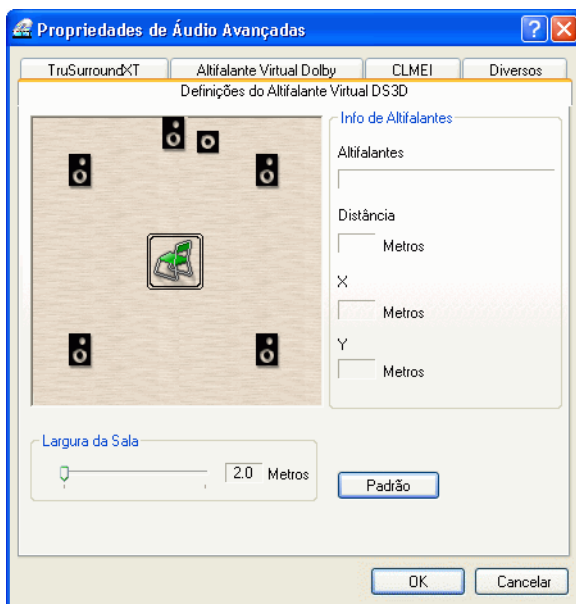 Propriedades de Áudio Avançadas
TruSurroundXT
Altifalante Virtual Dolby
CLMEI
Diversos
Definições do Altifalante Virtual DS3D
Info de Altifalantes
Altifalantes
Distância
Metros
X
Metros
Y
Metros
Largura da Sala
2.0 Metros
Padrão
OK
Cancelar